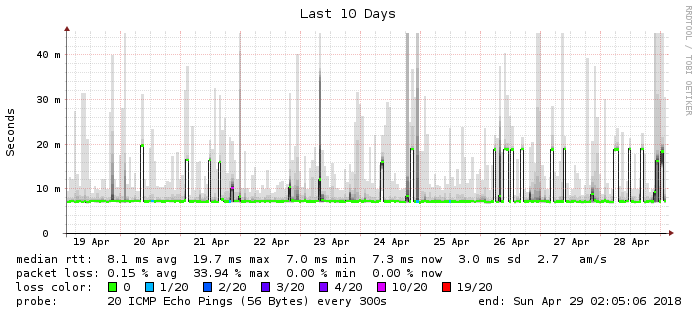 Last 10 Days
RRDTOOL / TOBI OETIKER
Seconds
40 m
30 m
20 m
10 m
0
19 Apr 20 Apr 21 Apr 22 Apr 23 Apr 24 Apr 25 Apr 26 Apr 27 Apr 28 Apr
median rtt: 8.1 ms avg 19.7 ms max 7.0 ms min 7.3 ms now 3.0 ms sd 2.7 am/s
packet loss: 0.15 % avg 33.94 % max 0.00 % min 0.00 % now
loss color: 0 1/20 2/20 3/20 4/20 10/20 19/20
probe: 20 ICMP Echo Pings (56 Bytes) every 300s end: Sun Apr 29 02:05:06 2018